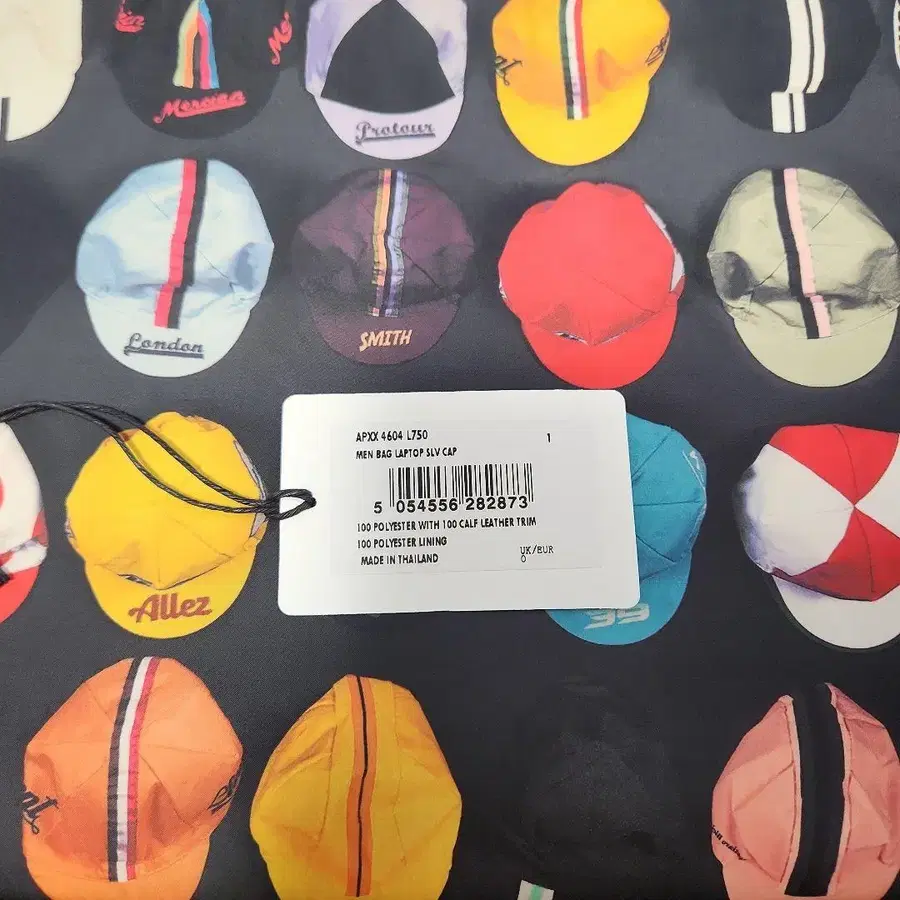 Mercian
Protour
London
SMITH
APXX 4604 L750 1
MEN BAG LAPTOP SLV CAP
5 054556 282873
100 POLYESTER WITH 100 CALF LEATHER TRIM
100 POLYESTER LINING
MADE IN THAILAND UK/EUR
0
Allez